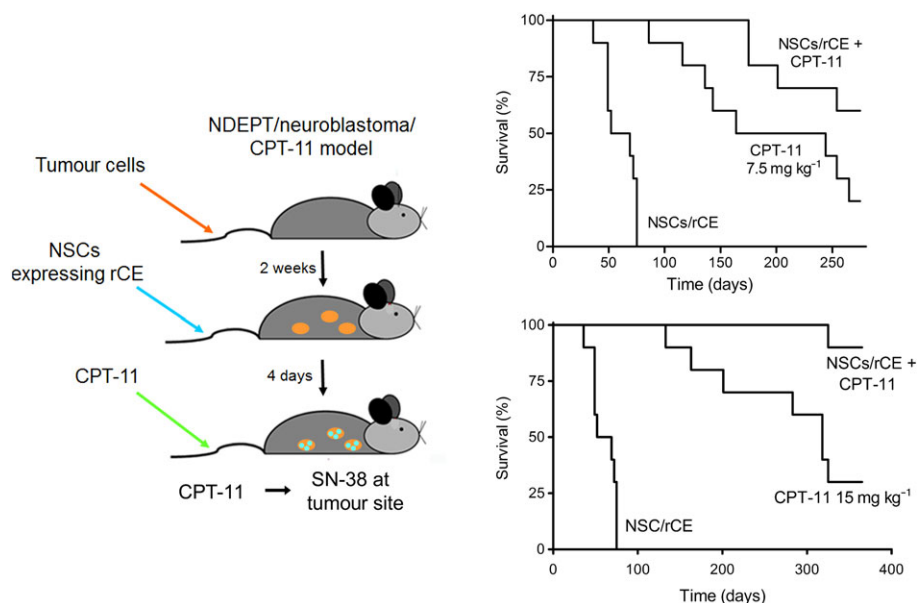 NDEPT/neuroblastoma/
CPT-11 model
Tumour cells
2 weeks
NSCs
expressing rCE
4 days
CPT-11
CPT-11
SN-38 at
tumour site
100
75
50
25
0
Survival (%)
NSCs/rCE +
CPT-11
CPT-11
7.5 mg kg⁻¹
NSCs/rCE
0
50
100
150
200
250
Time (days)
100
75
50
25
0
Survival (%)
NSCs/rCE +
CPT-11
CPT-11 15 mg kg⁻¹
NSC/rCE
0
100
200
300
400
Time (days)